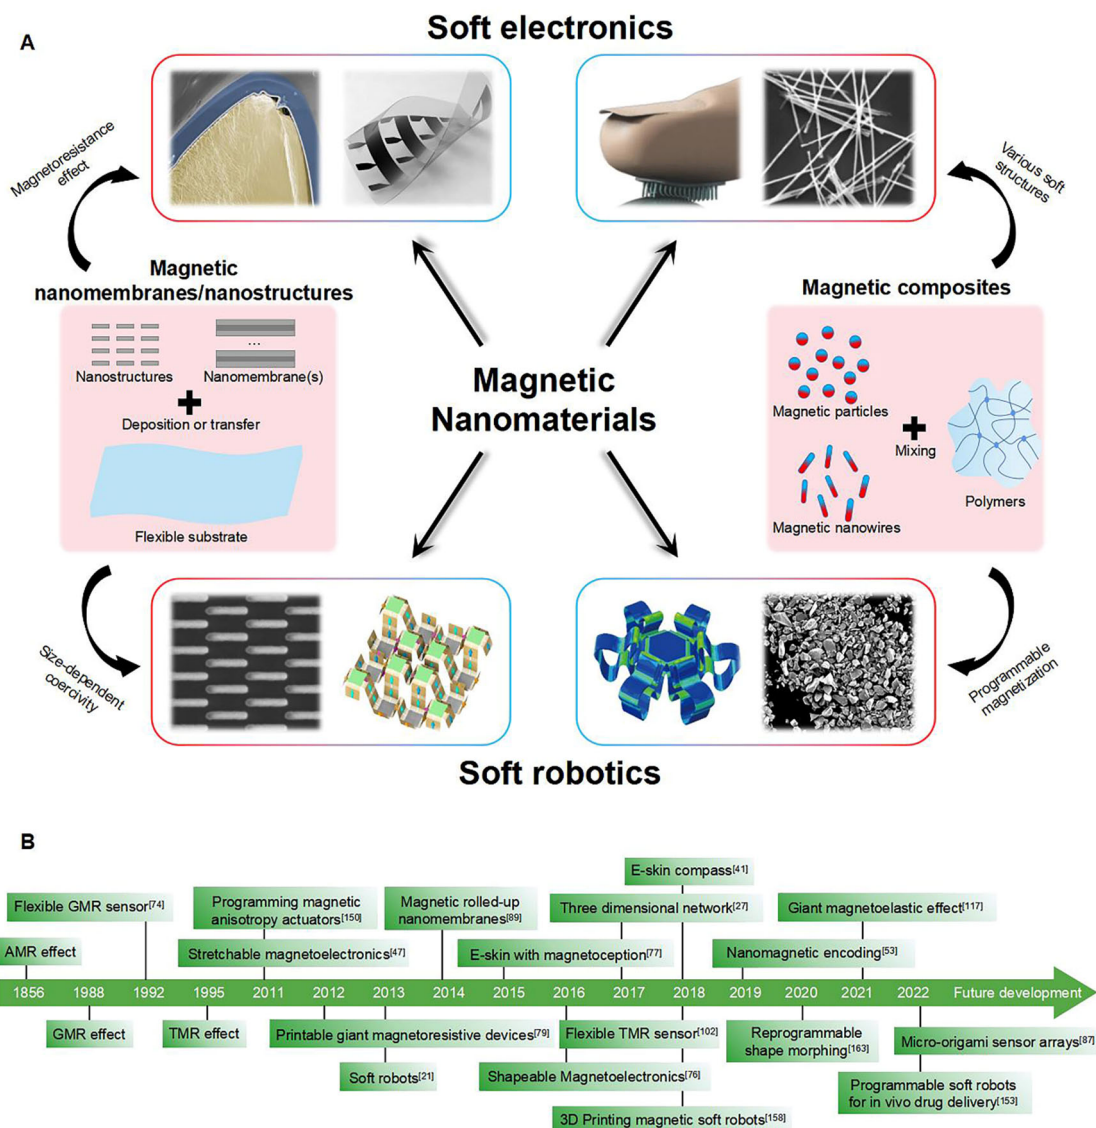 A
Soft electronics
Magnetoresistance
effect
Various soft
structures
Magnetic
nanomembranes/nanostructures
Nanostructures
...
Nanomembrane(s)
Deposition or transfer
Flexible substrate
Magnetic
Nanomaterials
Magnetic composites
Magnetic particles
Mixing
Magnetic nanowires
Polymers
Size-dependent
coercivity
Programmable
magnetization
Soft robotics
B
E-skin compass[41]
Flexible GMR sensor[74]
Programming magnetic
anisotropy actuators[150]
Magnetic rolled-up
nanomembranes[89]
Three dimensional network[27]
Giant magnetoelastic effect[117]
AMR effect
Stretchable magnetoelectronics[47]
E-skin with magnetoception[77]
Nanomagnetic encoding[53]
1856 1988 1992 1995 2011 2012 2013 2014 2015 2016 2017 2018 2019 2020 2021 2022 Future development
GMR effect
TMR effect
Printable giant magnetoresistive devices[79]
Flexible TMR sensor[102]
Reprogrammable
shape morphing[163]
Micro-origami sensor arrays[87]
Soft robots[21]
Shapeable Magnetoelectronics[76]
Programmable soft robots
for in vivo drug delivery[153]
3D Printing magnetic soft robots[158]